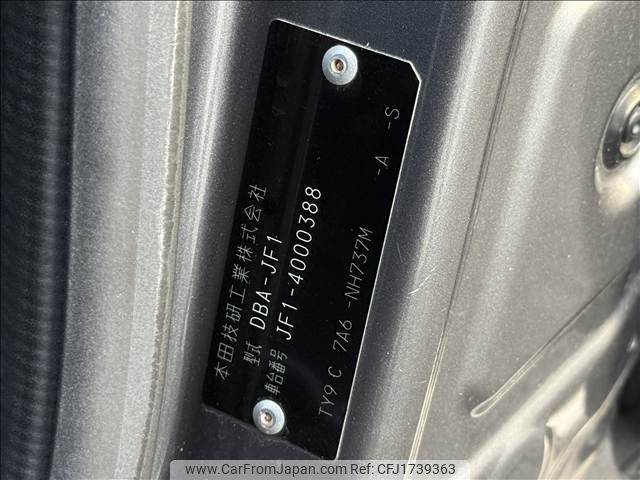 本田技研工業株式会社
型式 DBA-JF1
車台番号 JF1-4000388
TY9 C 7A6 -NH737M -A -S
www.CarFromJapan.com Ref No. CFJ1739363